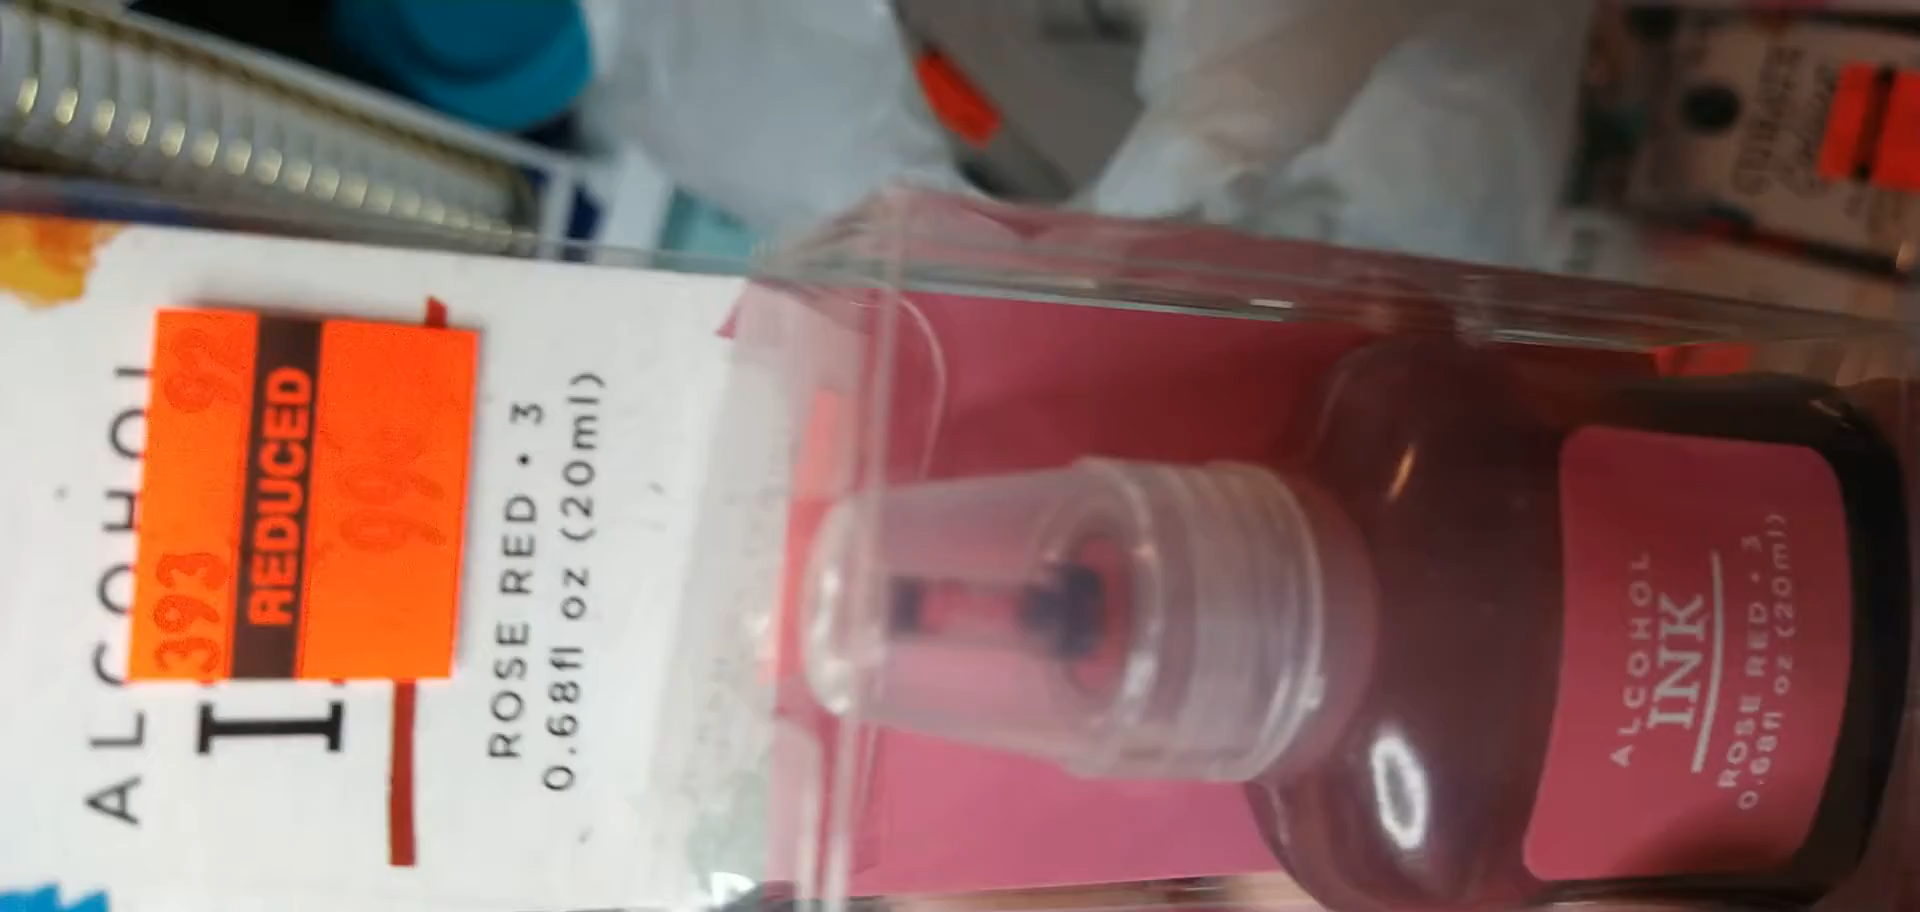 ALCOHOL
393
REDUCED
99¢
ROSE RED • 3
0.68fl oz (20ml)
ALCOHOL
INK
ROSE RED • 3
0.68fl oz (20ml)